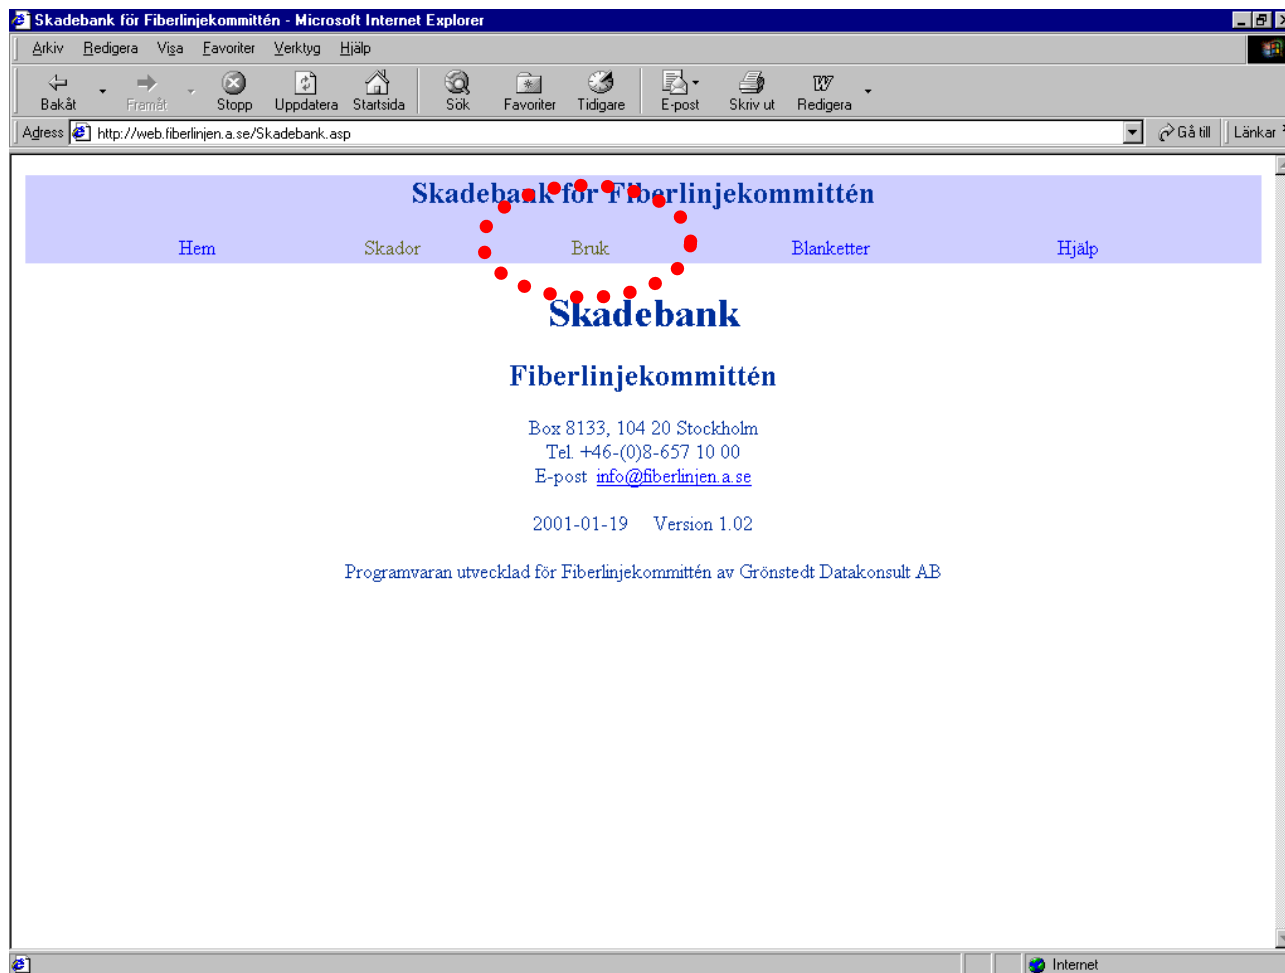 Skadebank för Fiberlinjekommittén - Microsoft Internet Explorer
Arkiv Redigera Visa Favoriter Verktyg Hjälp
Bakåt Framåt Stopp Uppdatera Startsida Sök Favoriter Tidigare E-post Skriv ut Redigera
Adress http://web.fiberlinjen.a.se/Skadebank.asp Gå till Länkar
Skadebank för Fiberlinjekommittén
Hem Skador Bruk Blanketter Hjälp
Skadebank
Fiberlinjekommittén
Box 8133, 104 20 Stockholm
Tel. +46-(0)8-657 10 00
E-post info@fiberlinjen.a.se
2001-01-19 Version 1.02
Programvaran utvecklad för Fiberlinjekommittén av Grönstedt Datakonsult AB
Internet